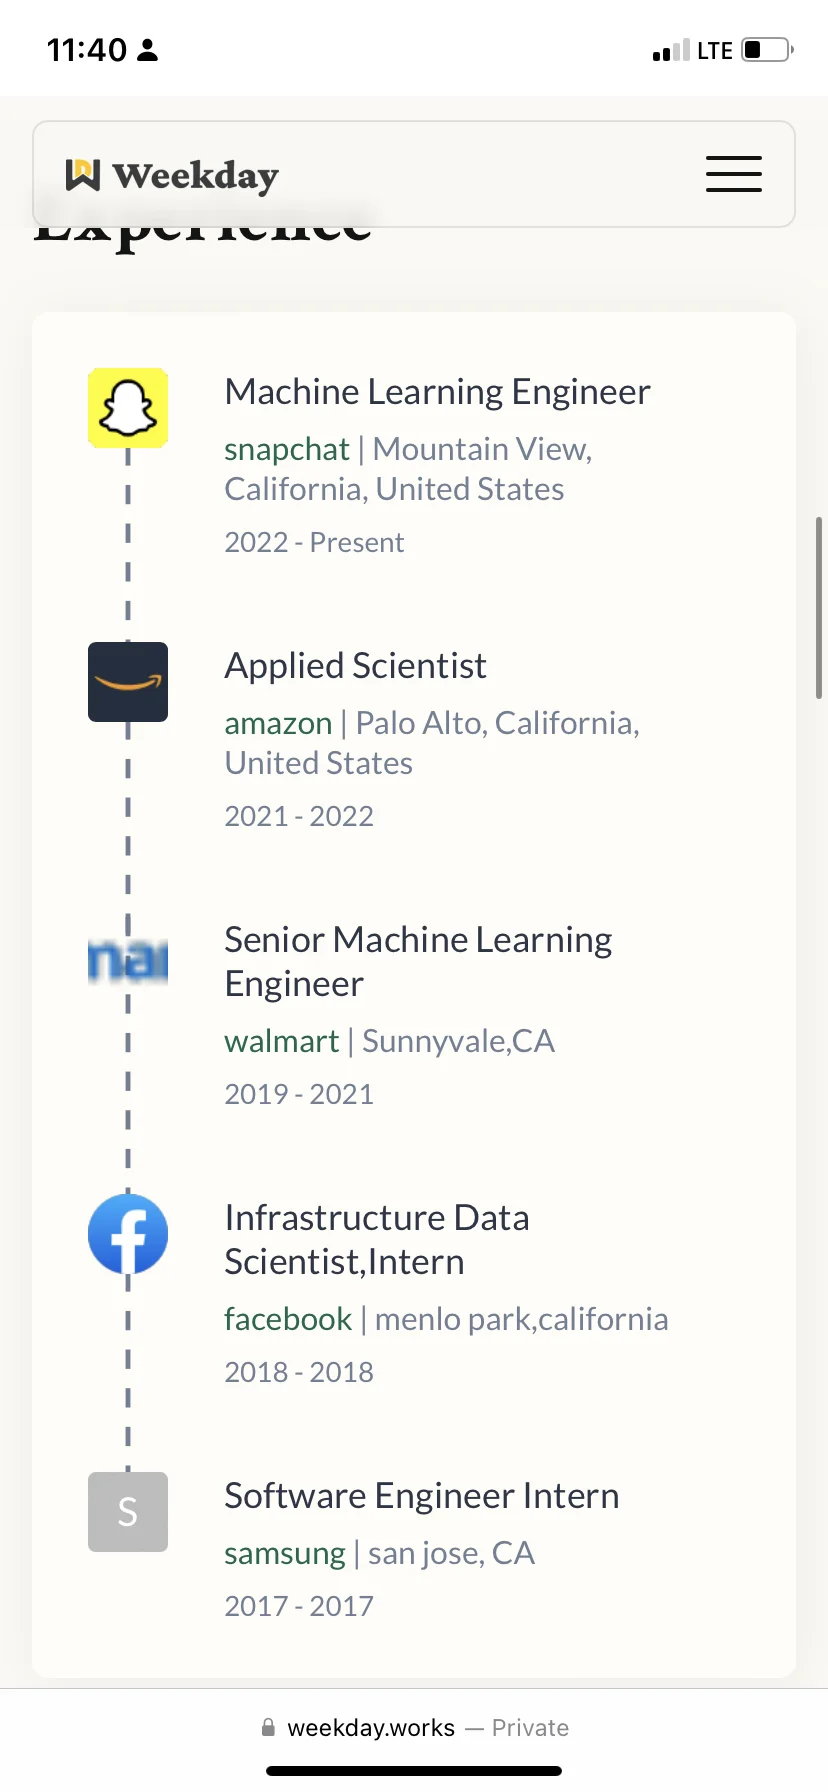 11:40
LTE
Weekday
Experience
Machine Learning Engineer
snapchat | Mountain View,
California, United States
2022 - Present
Applied Scientist
amazon | Palo Alto, California,
United States
2021 - 2022
mar
Senior Machine Learning
Engineer
walmart | Sunnyvale,CA
2019 - 2021
Infrastructure Data
Scientist,Intern
facebook | menlo park,california
2018 - 2018
S
Software Engineer Intern
samsung | san jose, CA
2017 - 2017
weekday.works — Private